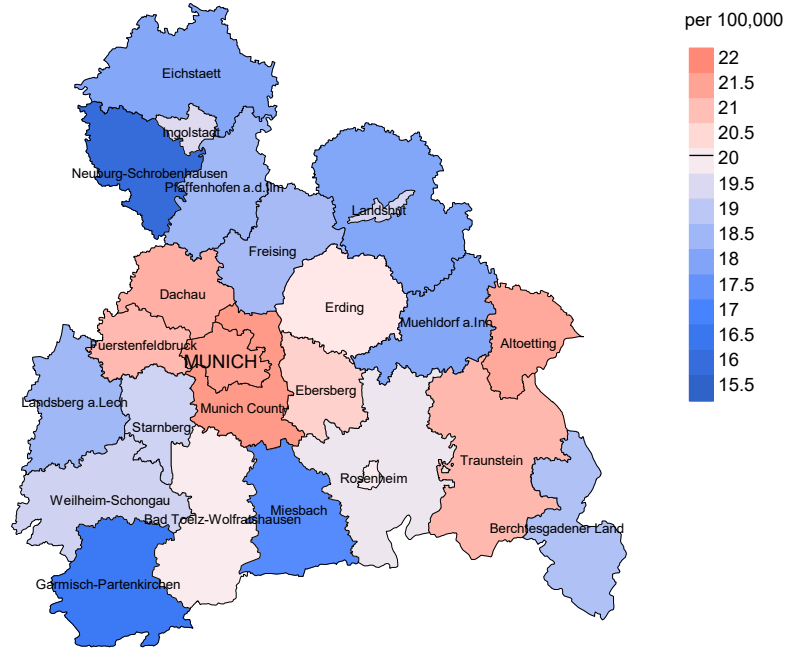 per 100,000
22
21.5
21
20.5
20
19.5
19
18.5
18
17.5
17
16.5
16
15.5
Eichstaett
Ingolstadt
Neuburg-Schrobenhausen
Pfaffenhofen a.d.Ilm
Landshut
Freising
Dachau
Erding
Muehldorf a.Inn
Fuerstenfeldbruck
Altoetting
MUNICH
Ebersberg
Landsberg a.Lech
Munich County
Starnberg
Traunstein
Rosenheim
Weilheim-Schongau
Miesbach
Bad Toelz-Wolfratshausen
Berchtesgadener Land
Garmisch-Partenkirchen